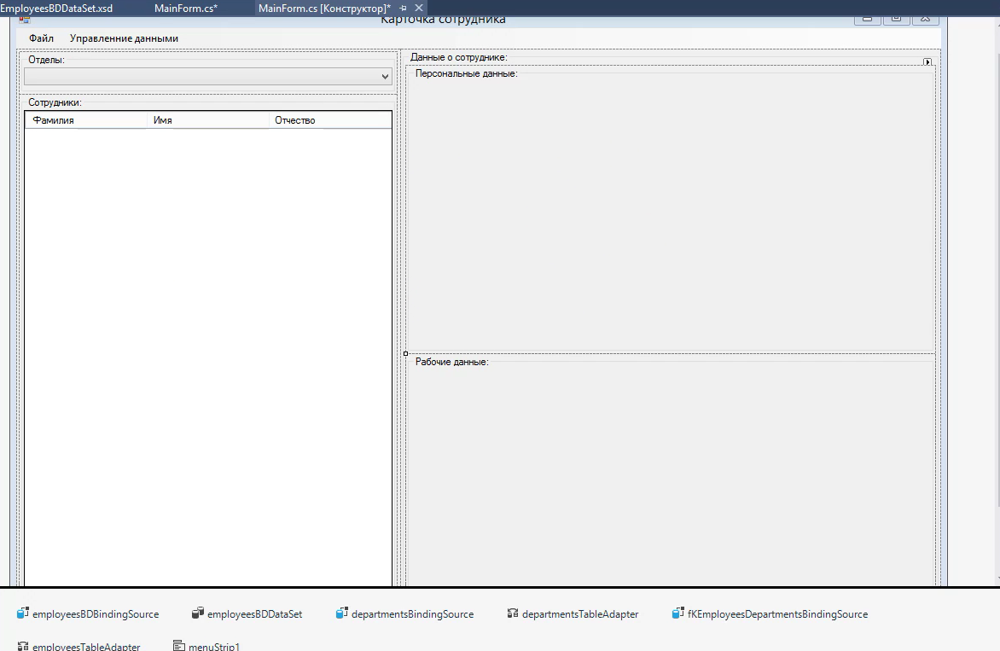 EmployeesBDDataSet.xsd MainForm.cs* MainForm.cs [Конструктор]*
Карточка сотрудника
Файл Управленние данными
Отделы:
Данные о сотруднике:
Персональные данные:
Сотрудники:
Фамилия Имя Отчество
Рабочие данные:
employeesBDBindingSource employeesBDDataSet departmentsBindingSource departmentsTableAdapter fKEmployeesDepartmentsBindingSource
employeesTableAdapter menuStrip1